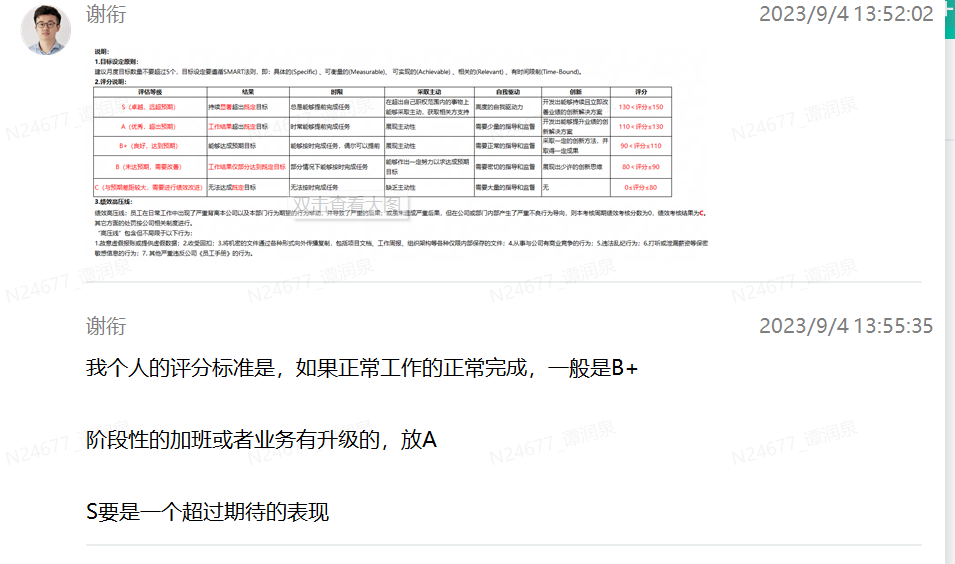 谢衔 2023/9/4 13:52:02
说明:
1.目标设定原则:
建议月度目标数量不要超过5个，目标设定要遵循SMART法则，即：具体的(Specific)、可衡量的(Measurable)、可实现的(Achievable)、相关的(Relevant)、有时间限制(Time-Bound)。
2.评分说明:
评估等级 结果 时限 采取主动 自我驱动 创新 评分
S（卓越、远超预期） 持续显著超出既定目标 总是能够提前完成任务 在超出自己职权范围内的事物上能够采取主动、获取相关方支持 高度的自我驱动力 开发出能够持续且立即改善业绩的创新解决方案 130＜评分≤150
A（优秀、超出预期） 工作结果超出既定目标 时常能够提前完成任务 展现主动性 需要少量的指导和监督 开发出能够提升业绩的创新解决方案 110＜评分≤130
B+（良好、达到预期） 能够达成预期目标 能够按时完成任务、偶尔可以提前 展现主动性 需要正常的指导和监督 采取一定的创新方法，并取得一定成果 90＜评分≤110
B（未达预期，需要改善） 工作结果仅部分达到既定目标 部分情况下能够按时完成任务 能够作出一定努力以求达成预期目标 需要密切的指导和监督 展现出少许的创新思维 80＜评分≤90
C（与预期差距较大，需要进行绩效改进） 无法达成既定目标 无法按时完成任务 缺乏主动性 需要大量的指导和监督 无 0≤评分≤80
3.绩效高压线:
绩效高压线：员工在日常工作中出现了严重背离本公司以及本部门行为期望的行为举动，并导致了严重的后果，或虽未造成严重后果，但在公司或部门内部产生了严重不良行为导向，则本考核周期绩效考核分数为0，绩效考核结果为C。
其它方面的处罚按公司相关制度进行。
“高压线”包含但不局限于以下行为:
1.故意虚假报账或提供虚假数据；2.收受回扣；3.将机密的文件通过各种形式向外传播复制，包括项目文档、工作周报、组织架构等各种仅限内部保存的文件；4.从事与公司有商业竞争的行为；5.违法乱纪行为；6.打听或泄漏薪资等保密
敏感信息的行为；7. 其他严重违反公司《员工手册》的行为。
双击查看大图
谢衔 2023/9/4 13:55:35
我个人的评分标准是，如果正常工作的正常完成，一般是B+
阶段性的加班或者业务有升级的，放A
S要是一个超过期待的表现
N24677_谭润泉